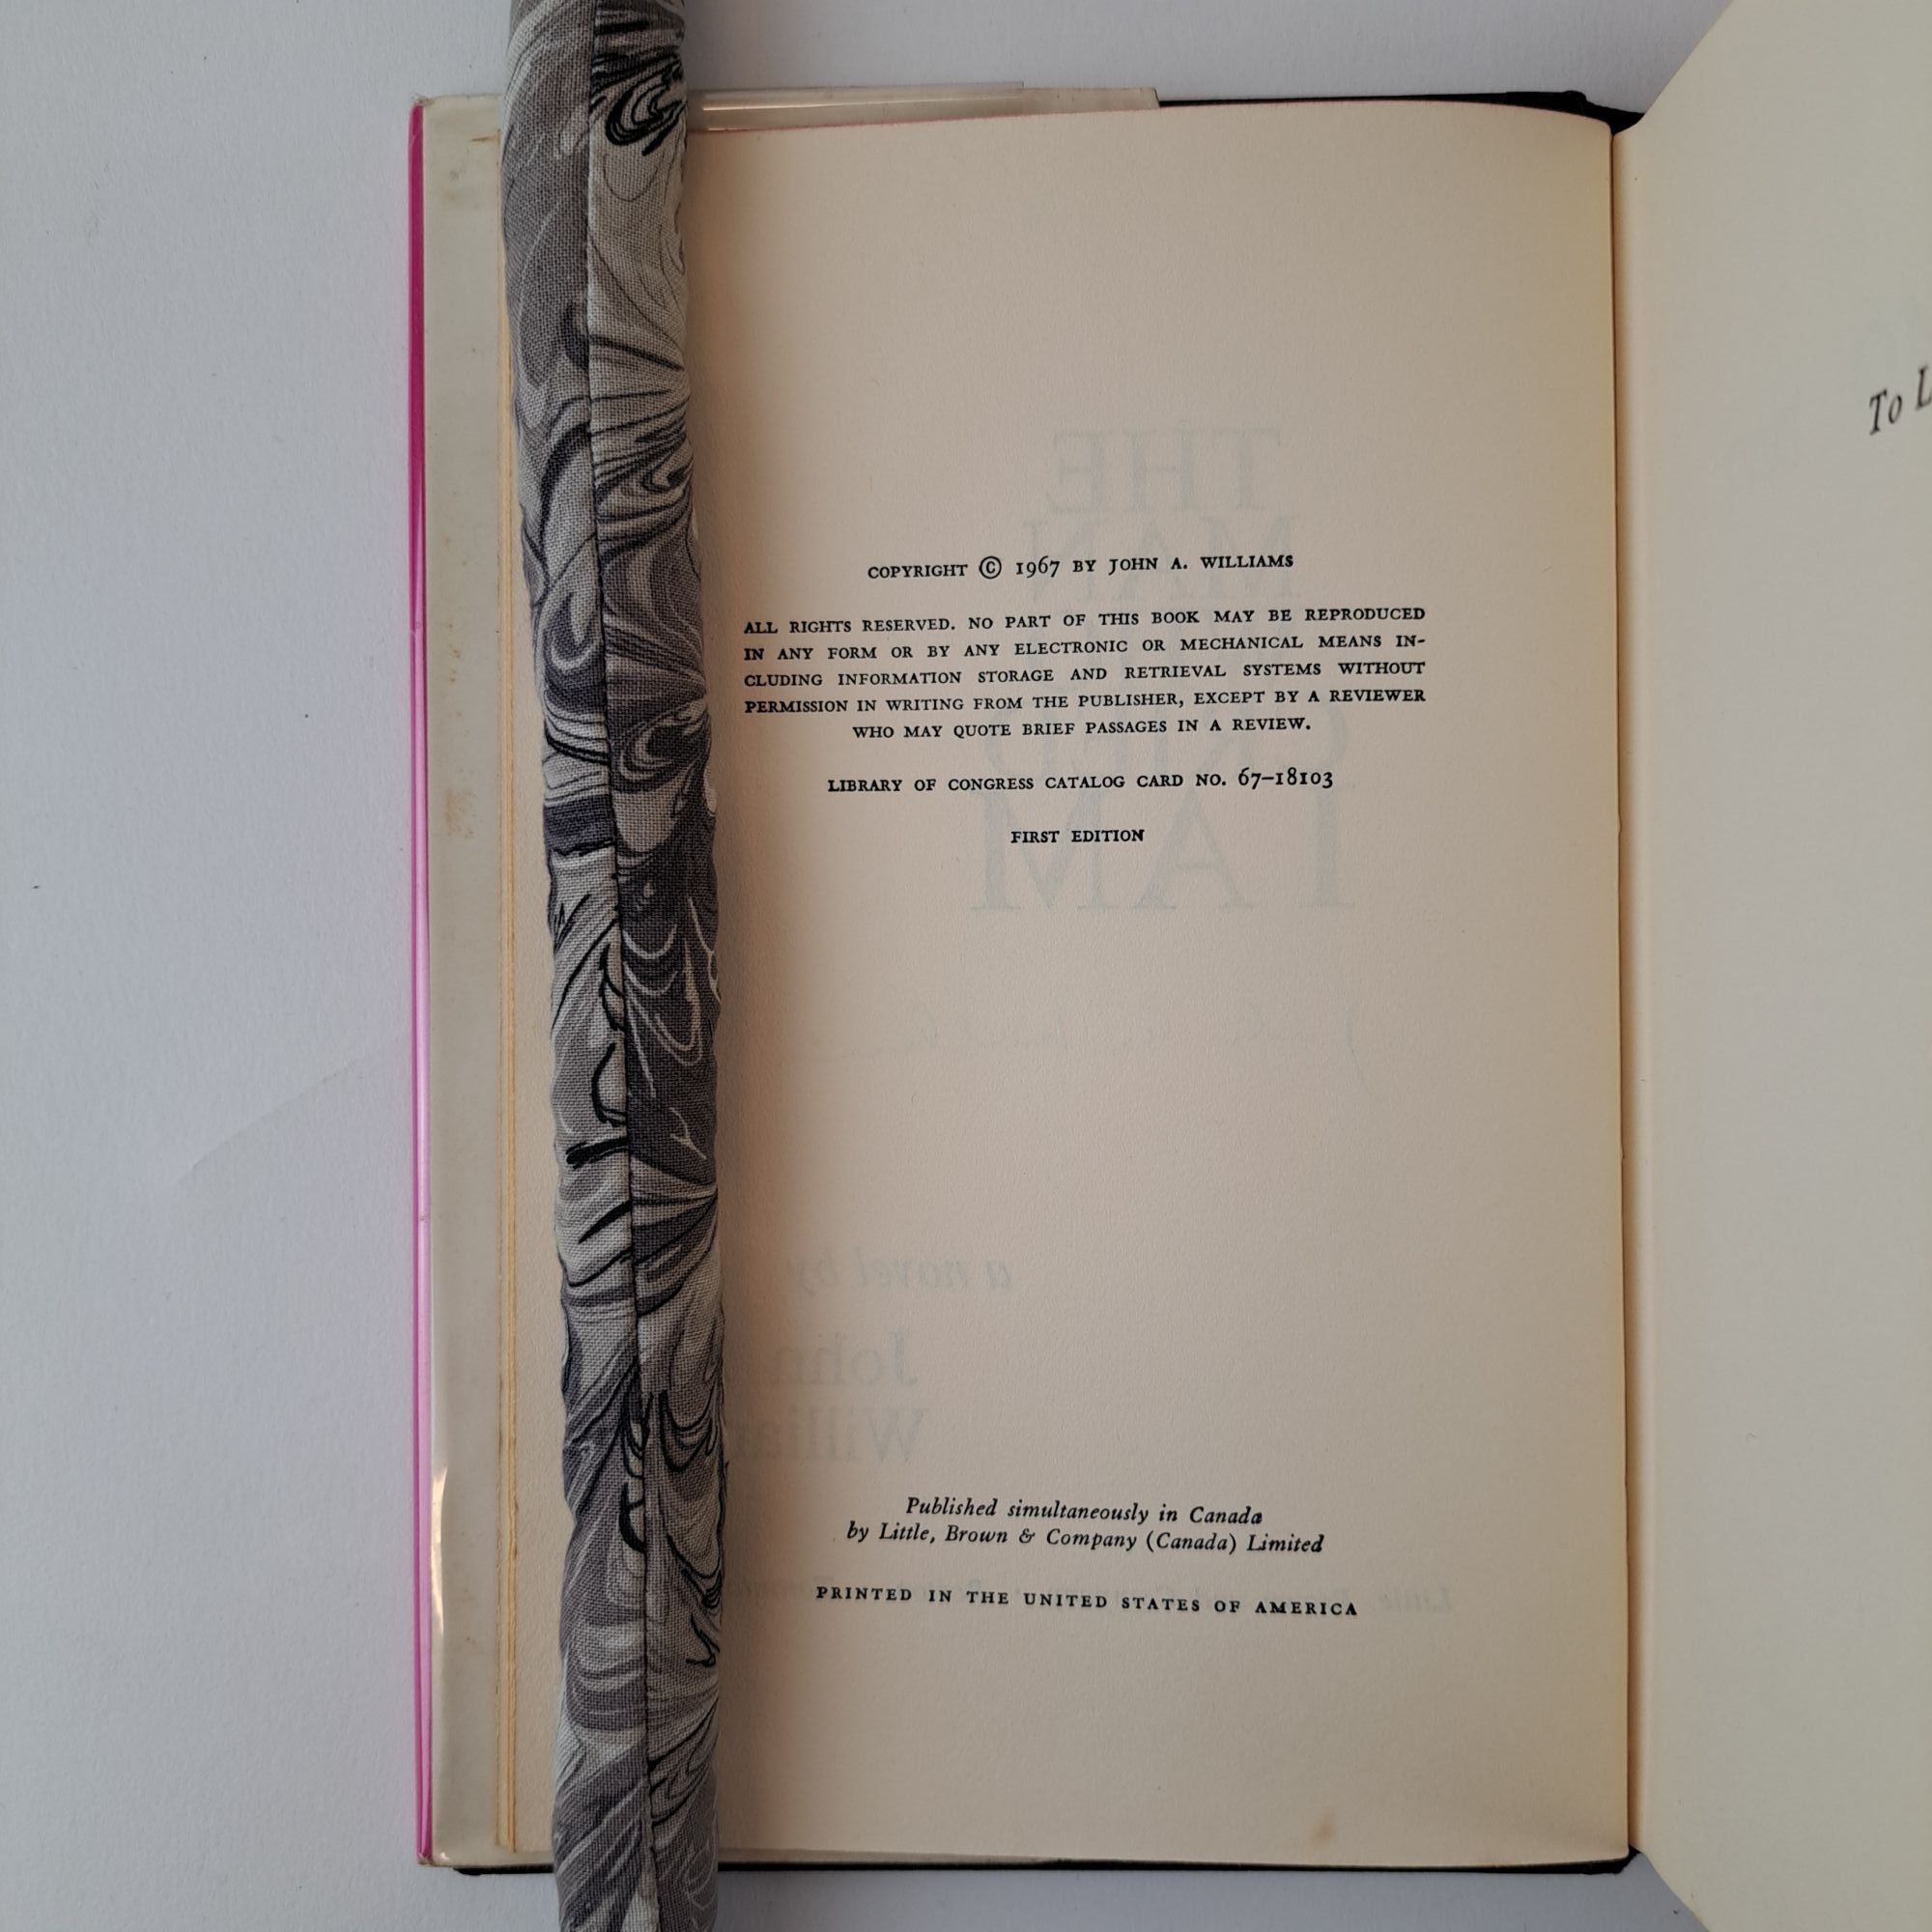 COPYRIGHT © 1967 BY JOHN A. WILLIAMS
ALL RIGHTS RESERVED. NO PART OF THIS BOOK MAY BE REPRODUCED
IN ANY FORM OR BY ANY ELECTRONIC OR MECHANICAL MEANS IN-
CLUDING INFORMATION STORAGE AND RETRIEVAL SYSTEMS WITHOUT
PERMISSION IN WRITING FROM THE PUBLISHER, EXCEPT BY A REVIEWER
WHO MAY QUOTE BRIEF PASSAGES IN A REVIEW.
LIBRARY OF CONGRESS CATALOG CARD NO. 67–18103
FIRST EDITION
Published simultaneously in Canada
by Little, Brown & Company (Canada) Limited
PRINTED IN THE UNITED STATES OF AMERICA
To